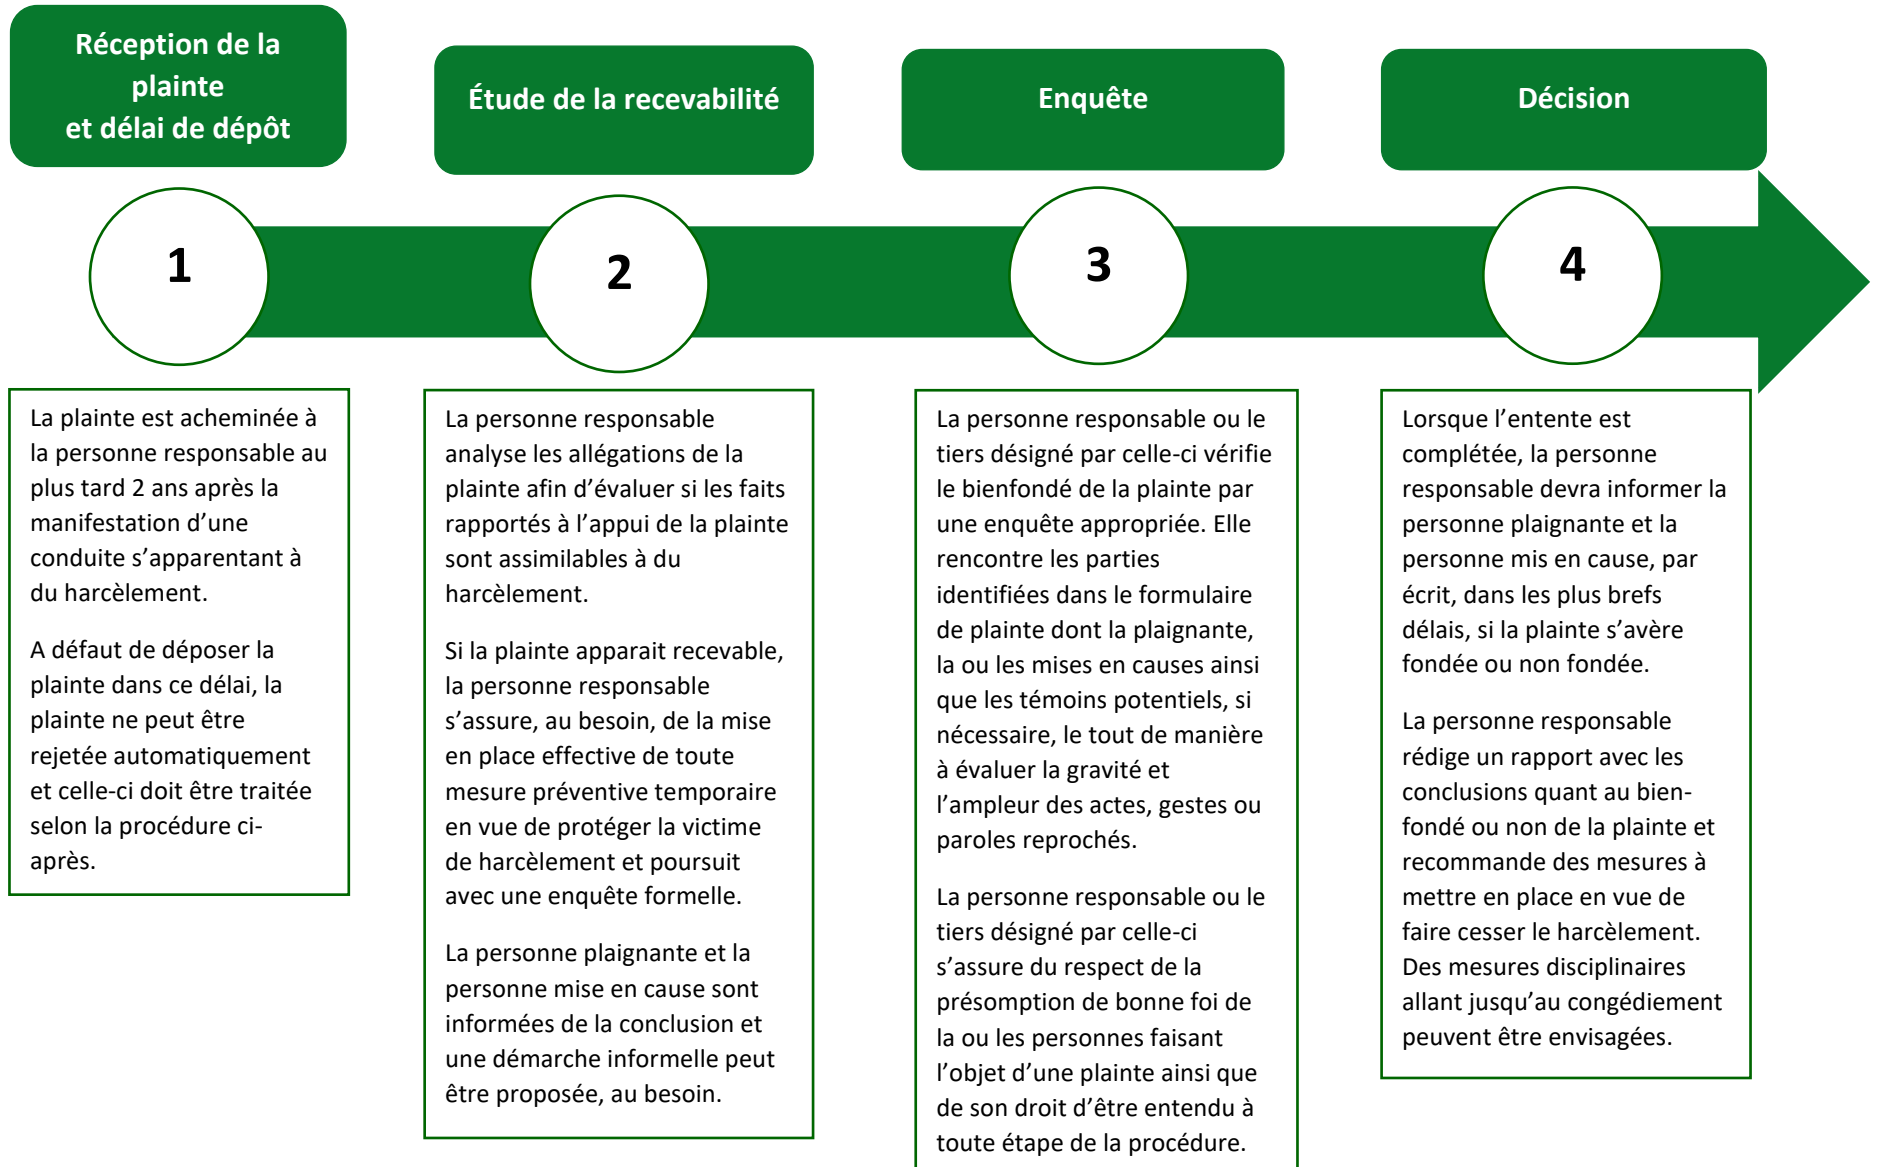 Réception de la
plainte
et délai de dépôt
Étude de la recevabilité
Enquête
Décision
1
2
3
4
La plainte est acheminée à
la personne responsable au
plus tard 2 ans après la
manifestation d’une
conduite s’apparentant à
du harcèlement.
A défaut de déposer la
plainte dans ce délai, la
plainte ne peut être
rejetée automatiquement
et celle-ci doit être traitée
selon la procédure ci-
après.
La personne responsable
analyse les allégations de la
plainte afin d’évaluer si les faits
rapportés à l’appui de la plainte
sont assimilables à du
harcèlement.
Si la plainte apparait recevable,
la personne responsable
s’assure, au besoin, de la mise
en place effective de toute
mesure préventive temporaire
en vue de protéger la victime
de harcèlement et poursuit
avec une enquête formelle.
La personne plaignante et la
personne mise en cause sont
informées de la conclusion et
une démarche informelle peut
être proposée, au besoin.
La personne responsable ou le
tiers désigné par celle-ci vérifie
le bienfondé de la plainte par
une enquête appropriée. Elle
rencontre les parties
identifiées dans le formulaire
de plainte dont la plaignante,
la ou les mises en causes ainsi
que les témoins potentiels, si
nécessaire, le tout de manière
à évaluer la gravité et
l’ampleur des actes, gestes ou
paroles reprochés.
La personne responsable ou le
tiers désigné par celle-ci
s’assure du respect de la
présomption de bonne foi de
la ou les personnes faisant
l’objet d’une plainte ainsi que
de son droit d’être entendu à
toute étape de la procédure.
Lorsque l’entente est
complétée, la personne
responsable devra informer la
personne plaignante et la
personne mis en cause, par
écrit, dans les plus brefs
délais, si la plainte s’avère
fondée ou non fondée.
La personne responsable
rédige un rapport avec les
conclusions quant au bien-
fondé ou non de la plainte et
recommande des mesures à
mettre en place en vue de
faire cesser le harcèlement.
Des mesures disciplinaires
allant jusqu’au congédiement
peuvent être envisagées.